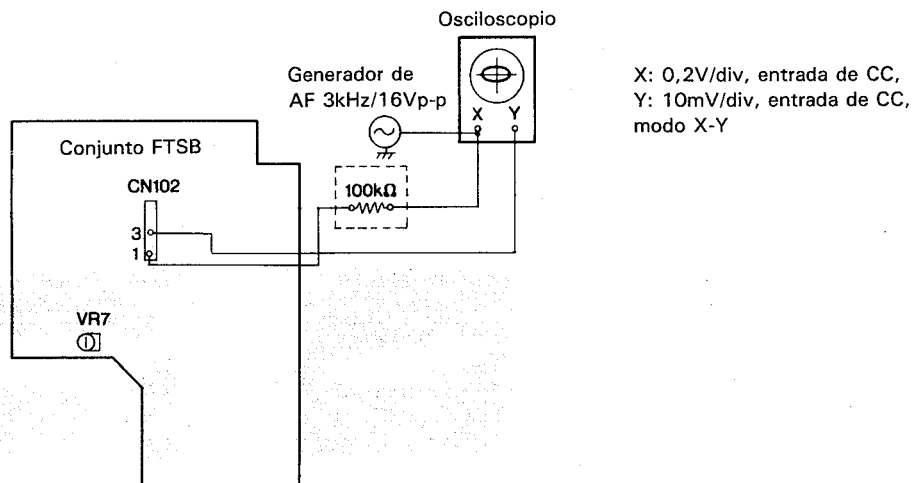 Osciloscopio
Generador de
AF 3kHz/16Vp-p
X: 0,2V/div, entrada de CC,
Y: 10mV/div, entrada de CC,
modo X-Y
X Y
Conjunto FTSB
CN102
100kΩ
3
1
VR7